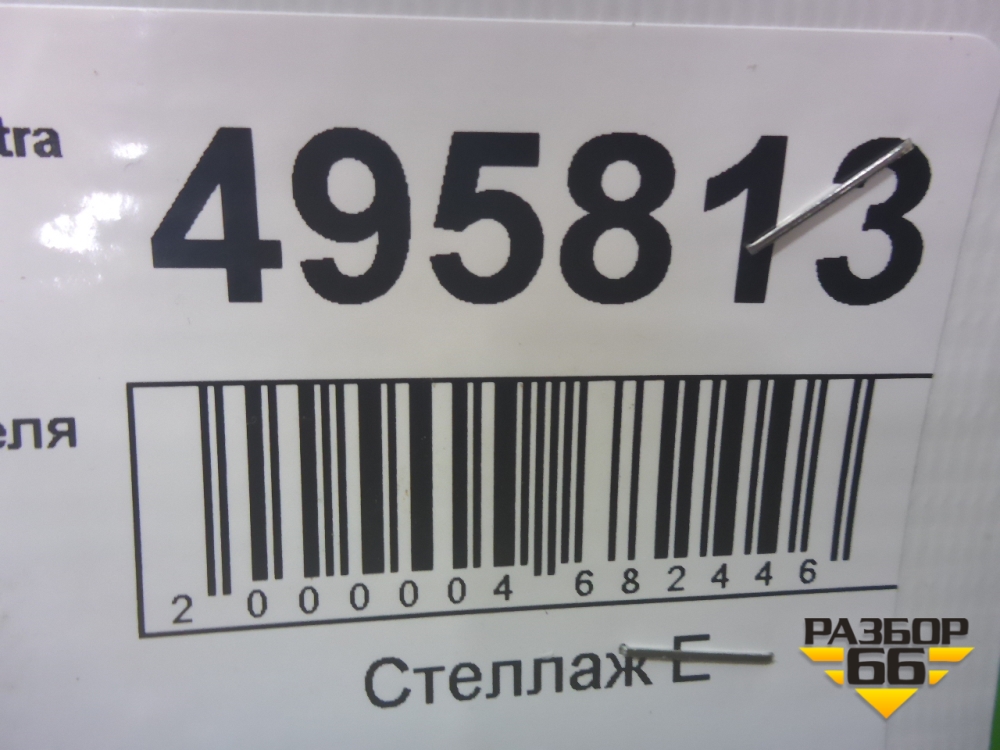 tra
495813
еля
2 000004 682446
Стеллаж Е
РАЗБОР
66